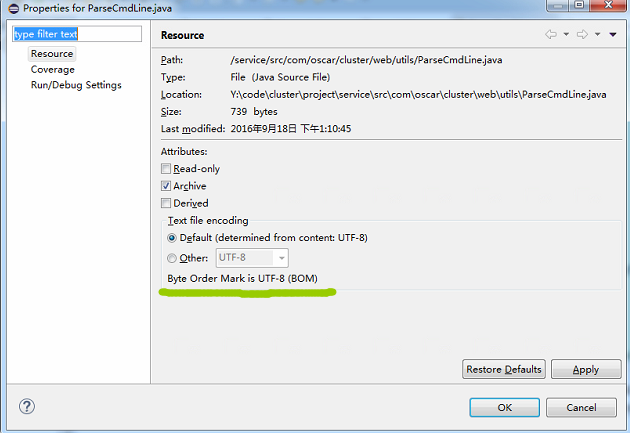 Properties for ParseCmdLine.java
type filter text
Resource
Coverage
Run/Debug Settings
Resource
Path: /service/src/com/oscar/cluster/web/utils/ParseCmdLine.java
Type: File (Java Source File)
Location: Y:\code\cluster\project\service\src\com\oscar\cluster\web\utils\ParseCmdLine.java
Size: 739 bytes
Last modified: 2016年9月18日 下午1:10:45
Attributes:
Read-only
Archive
Derived
Text file encoding
Default (determined from content: UTF-8)
Other: UTF-8
Byte Order Mark is UTF-8 (BOM)
Restore Defaults Apply
? OK Cancel